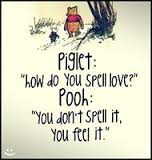 Piglet:
"how do you spell love?"
Pooh:
"You don't spell it,
you feel it."